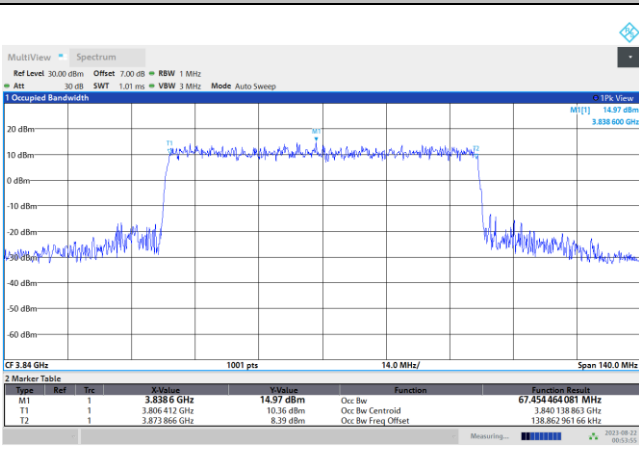 MultiView Spectrum
Ref Level 30.00 dBm Offset 7.00 dB RBW 1 MHz
Att 30 dB SWT 1.01 ms VBW 3 MHz Mode Auto Sweep
1 Occupied Bandwidth 1Pk View
M1[1] 14.97 dBm
3.838 600 GHz
20 dBm
M1
T1
T2
10 dBm
0 dBm
-10 dBm
-20 dBm
-30 dBm
-40 dBm
-50 dBm
-60 dBm
CF 3.84 GHz 1001 pts 14.0 MHz/ Span 140.0 MHz
2 Marker Table
Type Ref Trc X-Value Y-Value Function Function Result
M1 1 3.838 6 GHz 14.97 dBm Occ Bw 67.454 464 081 MHz
T1 1 3.806 412 GHz 10.36 dBm Occ Bw Centroid 3.840 138 863 GHz
T2 1 3.873 866 GHz 8.39 dBm Occ Bw Freq Offset 138.862 961 66 kHz
Measuring... 2023-08-22
00:53:55